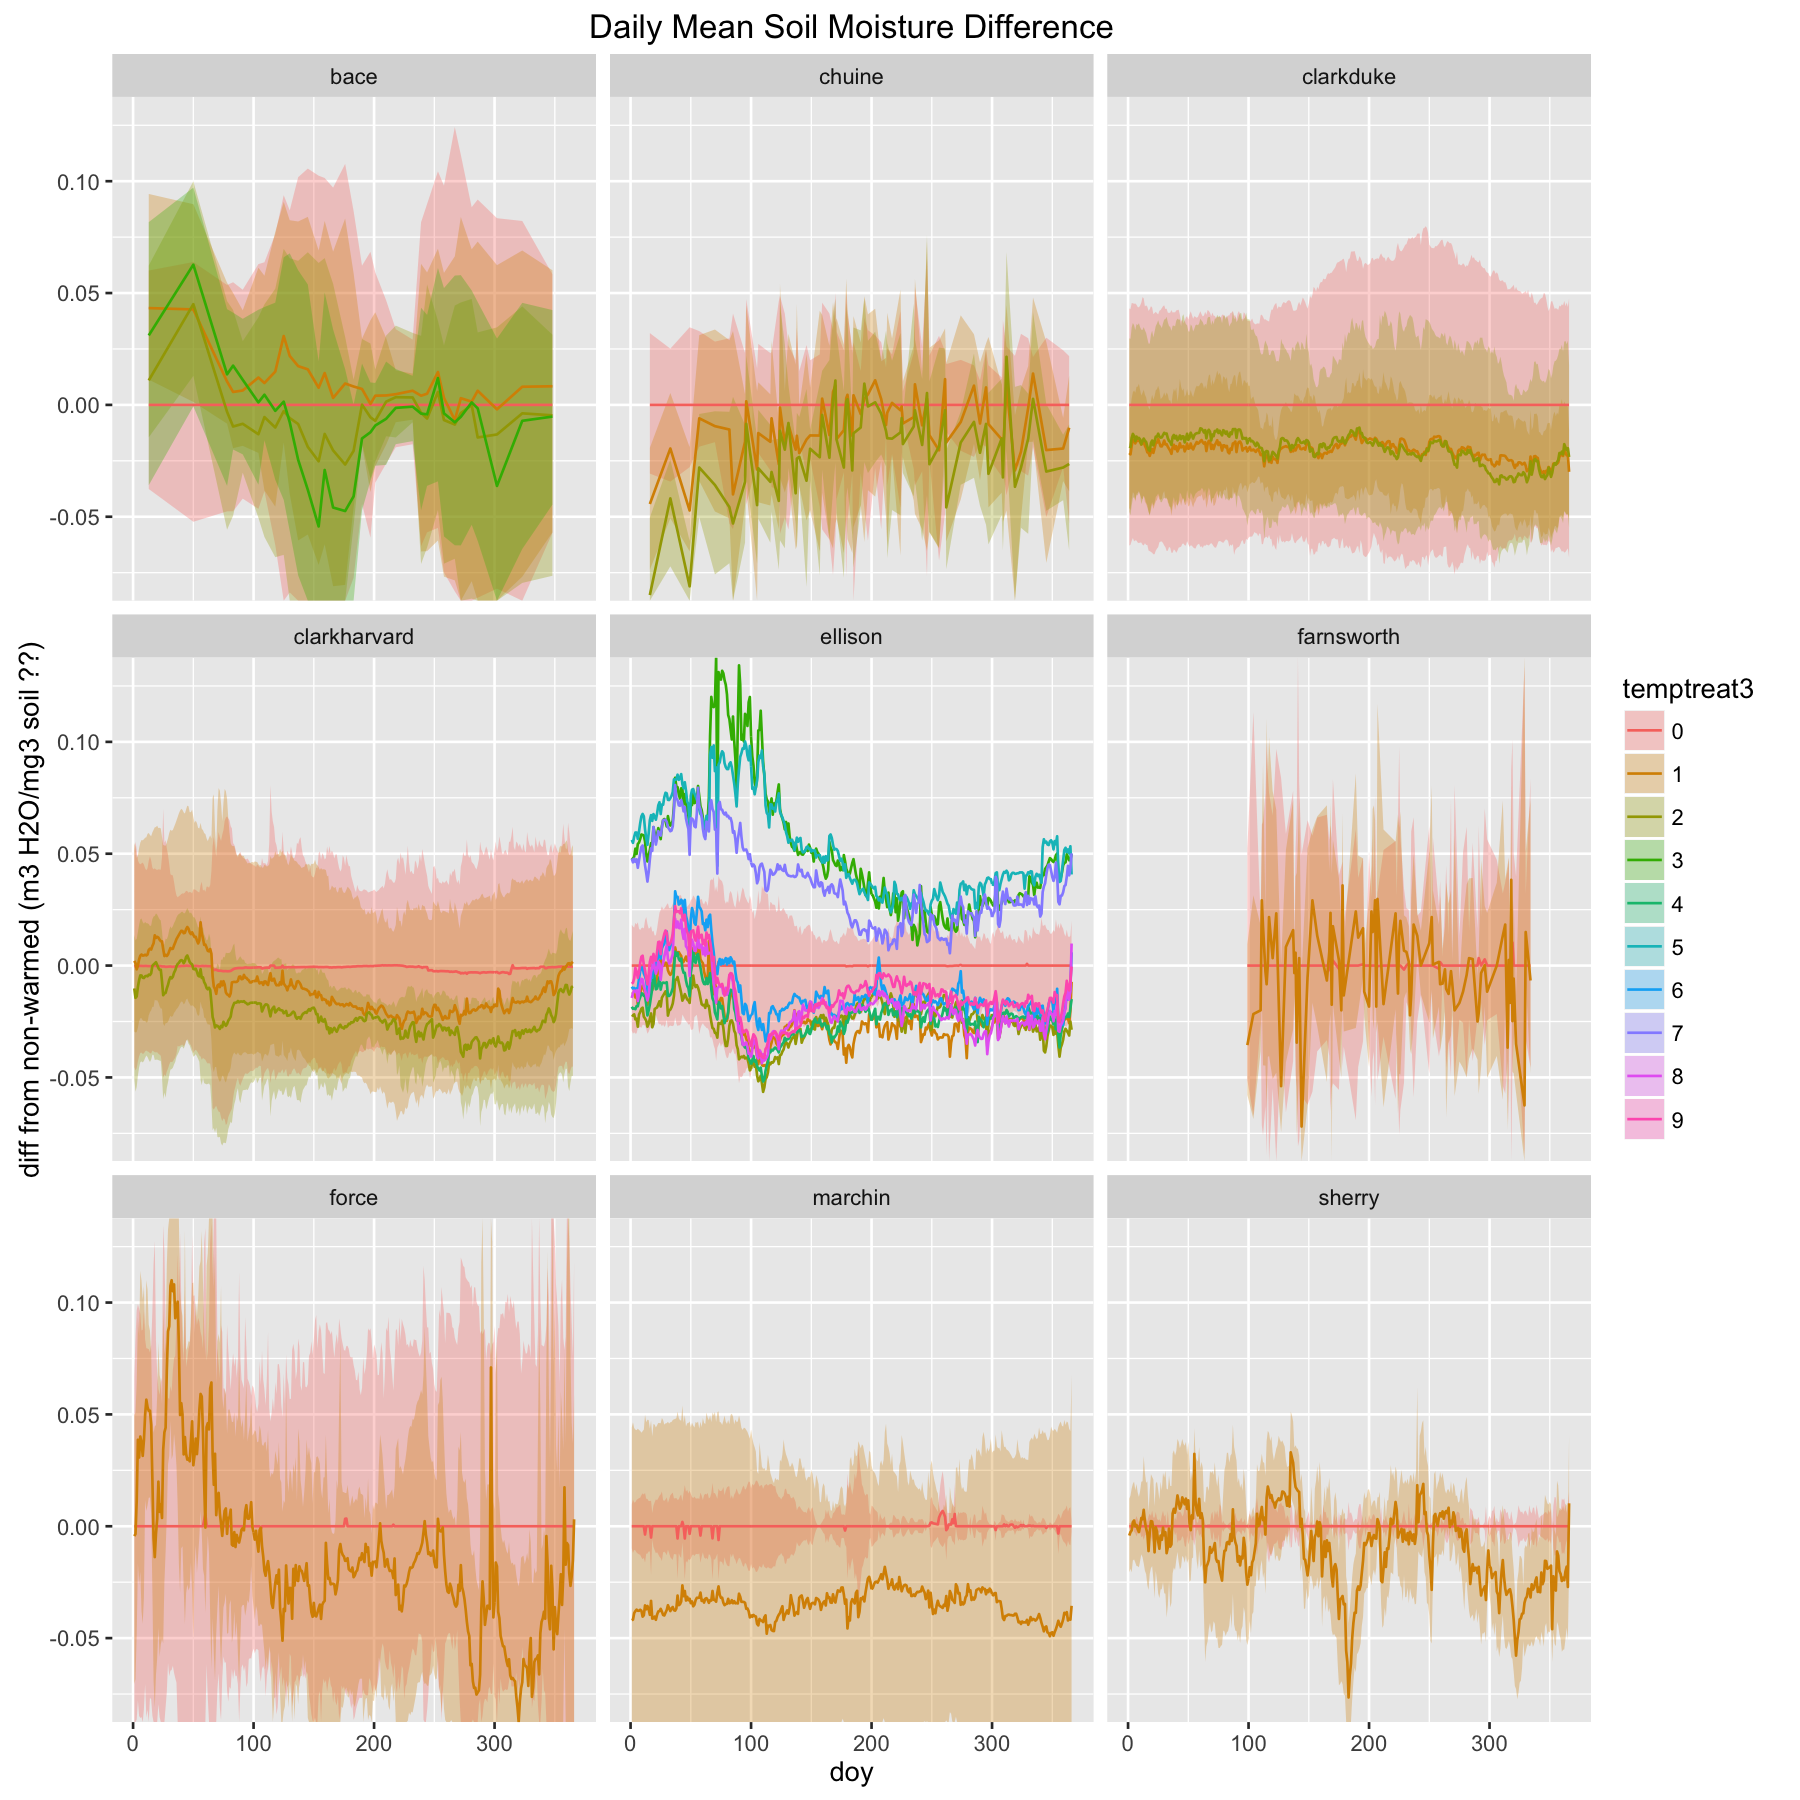 Daily Mean Soil Moisture Difference
bace chuine clarkduke
0.10
0.05
0.00
-0.05
clarkharvard ellison farnsworth
0.10
0.05
0.00
-0.05
diff from non-warmed (m3 H2O/mg3 soil ??)
force marchin sherry
0.10
0.05
0.00
-0.05
0 100 200 300 0 100 200 300 0 100 200 300
doy
temptreat3
0
1
2
3
4
5
6
7
8
9